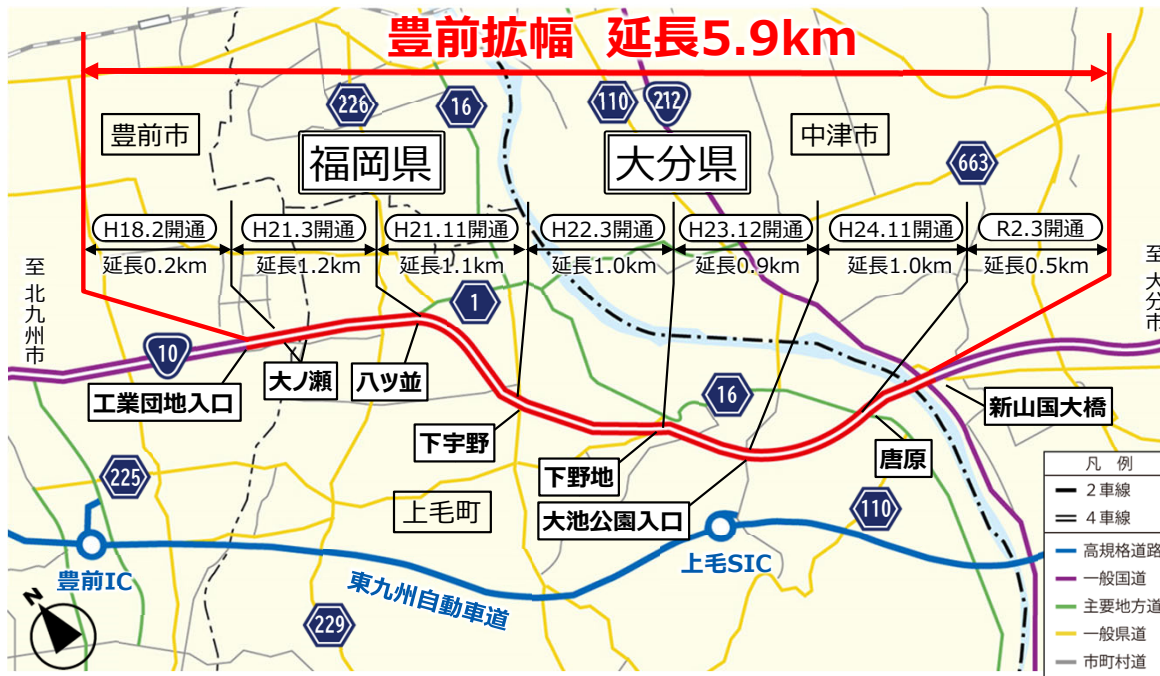 豊前拡幅 延長5.9km
226
16
110
212
豊前市
福岡県
大分県
中津市
663
H18.2開通
H21.3開通
H21.11開通
H22.3開通
H23.12開通
H24.11開通
R2.3開通
延長0.2km
延長1.2km
延長1.1km
延長1.0km
延長0.9km
延長1.0km
延長0.5km
至 北九州市
至 大分市
1
10
工業団地入口
大ノ瀬
八ツ並
16
新山国大橋
下宇野
下野地
唐原
大池公園入口
225
上毛町
110
豊前IC
東九州自動車道
上毛SIC
229
N
凡 例
2車線
4車線
高規格道路
一般国道
主要地方道
一般県道
市町村道